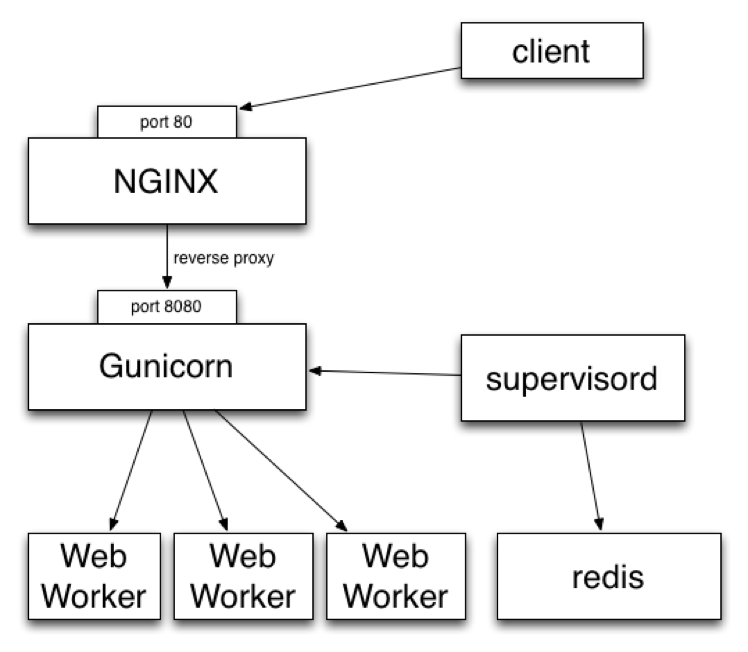 client
port 80
NGINX
reverse proxy
port 8080
Gunicorn
supervisord
Web
Worker
Web
Worker
Web
Worker
redis